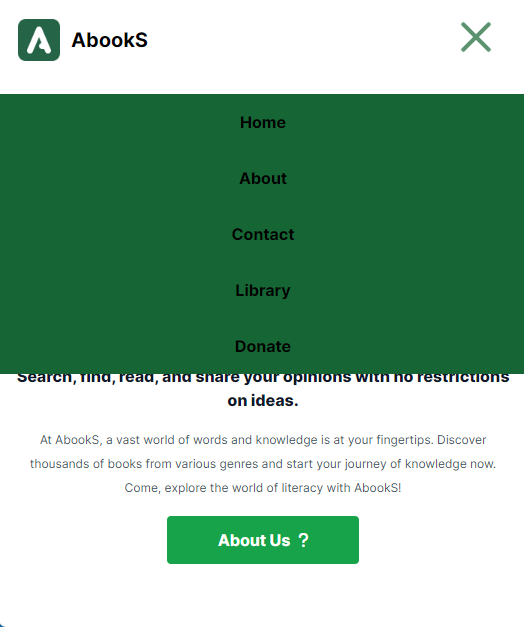 AbookS
Home
About
Contact
Library
Donate
Search, find, read, and share your opinions with no restrictions
on ideas.
At AbookS, a vast world of words and knowledge is at your fingertips. Discover
thousands of books from various genres and start your journey of knowledge now.
Come, explore the world of literacy with AbookS!
About Us ?